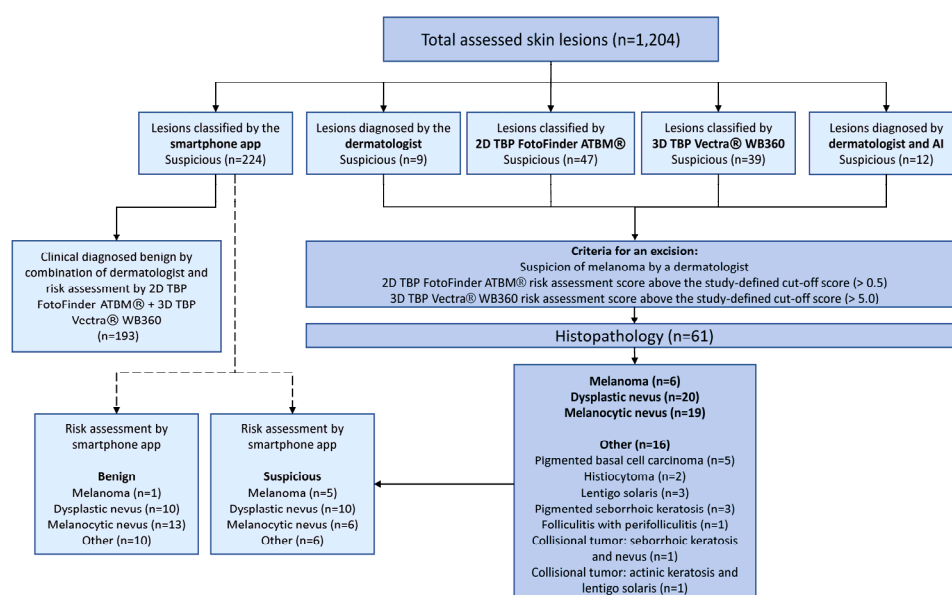 Total assessed skin lesions (n=1,204)
Lesions classified by the
smartphone app
Suspicious (n=224)
Lesions diagnosed by the
dermatologist
Suspicious (n=9)
Lesions classified by
2D TBP FotoFinder ATBM®
Suspicious (n=47)
Lesions classified by
3D TBP Vectra® WB360
Suspicious (n=39)
Lesions diagnosed by
dermatologist and AI
Suspicious (n=12)
Clinical diagnosed benign by
combination of dermatologist and
risk assessment by 2D TBP
FotoFinder ATBM® + 3D TBP
Vectra® WB360
(n=193)
Criteria for an excision:
Suspicion of melanoma by a dermatologist
2D TBP FotoFinder ATBM® risk assessment score above the study-defined cut-off score (> 0.5)
3D TBP Vectra® WB360 risk assessment score above the study-defined cut-off score (> 5.0)
Histopathology (n=61)
Melanoma (n=6)
Dysplastic nevus (n=20)
Melanocytic nevus (n=19)
Other (n=16)
Pigmented basal cell carcinoma (n=5)
Histiocytoma (n=2)
Lentigo solaris (n=3)
Pigmented seborrhoic keratosis (n=3)
Folliculitis with perifolliculitis (n=1)
Collisional tumor: seborrhoic keratosis
and nevus (n=1)
Collisional tumor: actinic keratosis and
lentigo solaris (n=1)
Risk assessment by
smartphone app
Benign
Melanoma (n=1)
Dysplastic nevus (n=10)
Melanocytic nevus (n=13)
Other (n=10)
Risk assessment by
smartphone app
Suspicious
Melanoma (n=5)
Dysplastic nevus (n=10)
Melanocytic nevus (n=6)
Other (n=6)